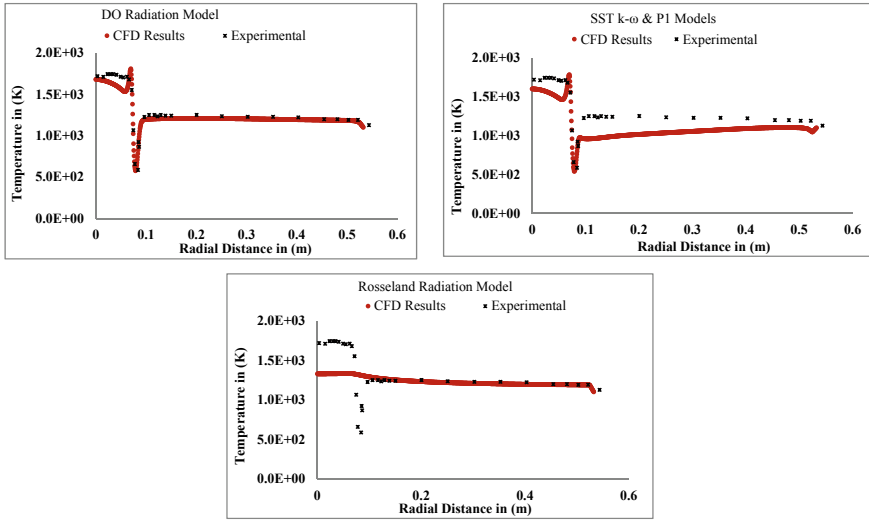 DO Radiation Model
CFD Results
Experimental
2.0E+03
1.5E+03
1.0E+03
5.0E+02
0.0E+00
Temperature in (K)
0
0.1
0.2
0.3
0.4
0.5
0.6
Radial Distance in (m)
SST k-ω & P1 Models
CFD Results
Experimental
2.0E+03
1.5E+03
1.0E+03
5.0E+02
0.0E+00
Temperature in (K)
0
0.1
0.2
0.3
0.4
0.5
0.6
Radial Distance in (m)
Rosseland Radiation Model
CFD Results
Experimental
2.0E+03
1.5E+03
1.0E+03
5.0E+02
0.0E+00
Temperature in (K)
0
0.2
0.4
0.6
Radial Distance in (m)